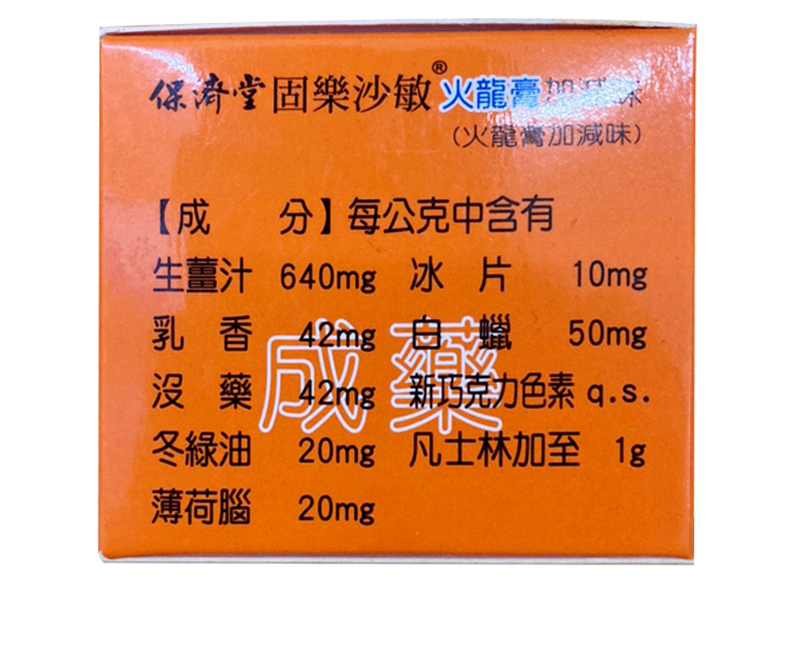 保濟堂固樂沙敏®火龍膏加減味
(火龍膏加減味)
【成 分】每公克中含有
生薑汁 640mg 冰片 10mg
乳香 42mg 白蠟 50mg
沒藥 42mg 新巧克力色素 q.s.
冬綠油 20mg 凡士林加至 1g
薄荷腦 20mg
成藥